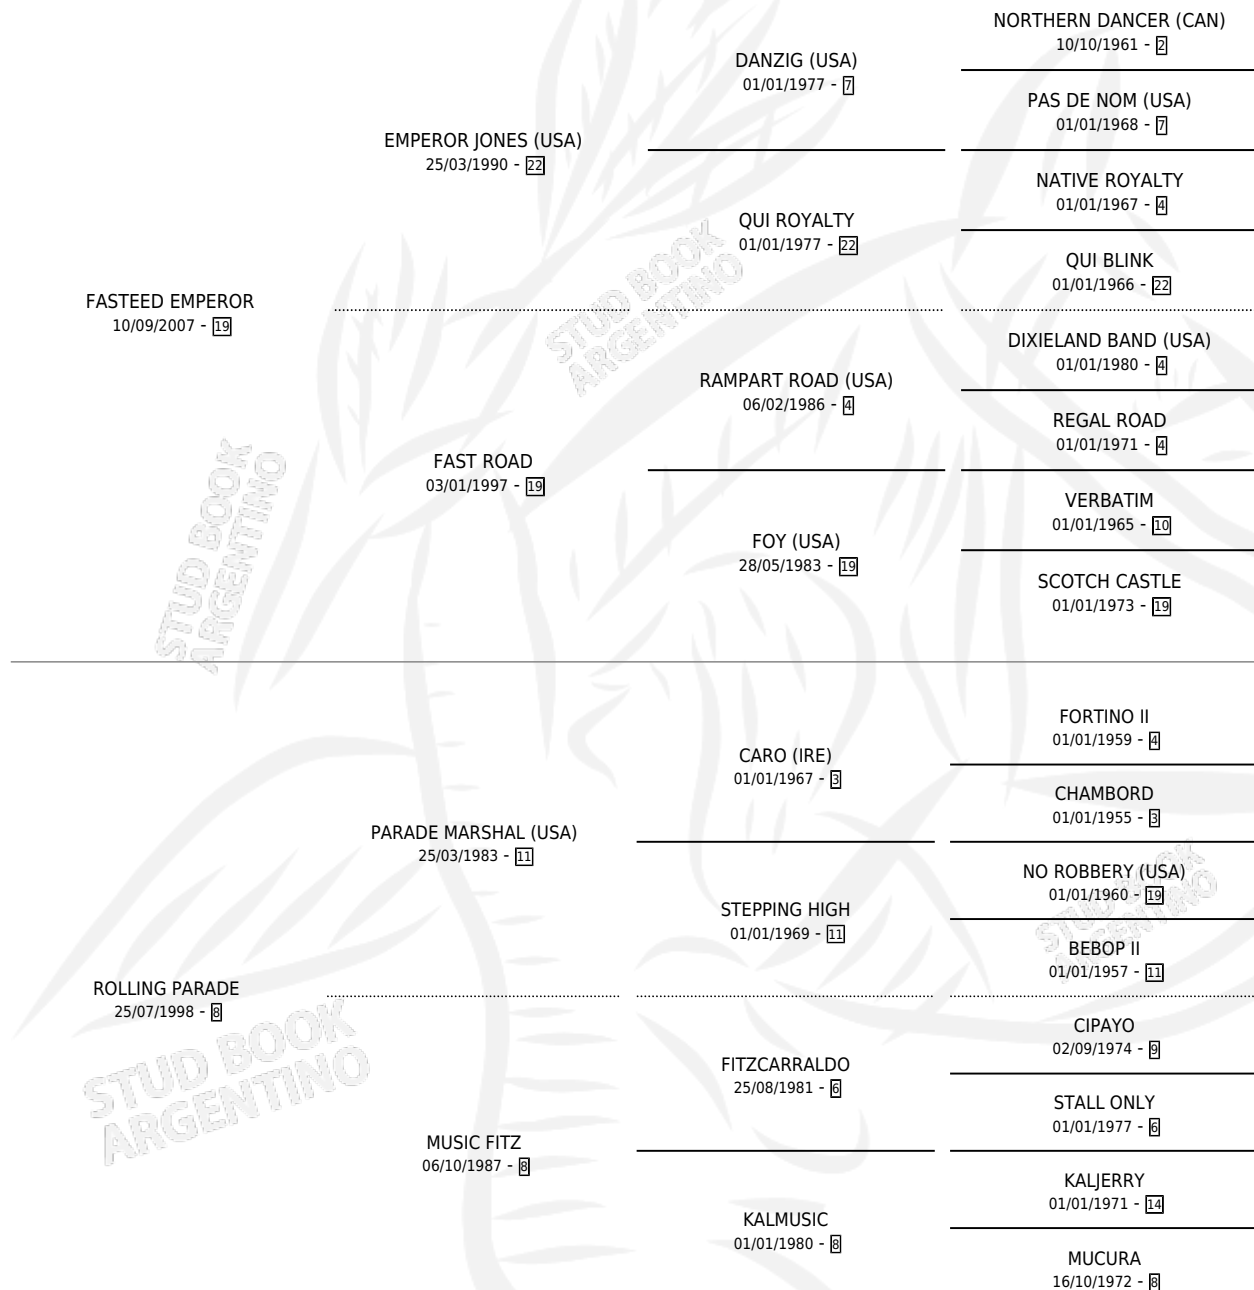 NORTHERN DANCER (CAN)
10/10/1961 - 2
DANZIG (USA)
01/01/1977 - 7
PAS DE NOM (USA)
01/01/1968 - 7
EMPEROR JONES (USA)
25/03/1990 - 22
NATIVE ROYALTY
01/01/1967 - 4
QUI ROYALTY
01/01/1977 - 22
QUI BLINK
01/01/1966 - 22
FASTEED EMPEROR
10/09/2007 - 19
DIXIELAND BAND (USA)
01/01/1980 - 4
RAMPART ROAD (USA)
06/02/1986 - 4
REGAL ROAD
01/01/1971 - 4
FAST ROAD
03/01/1997 - 19
VERBATIM
01/01/1965 - 10
FOY (USA)
28/05/1983 - 19
SCOTCH CASTLE
01/01/1973 - 19
STUD BOOK
ARGENTINO
STUD BOOK
ARGENTINO
FORTINO II
01/01/1959 - 4
CARO (IRE)
01/01/1967 - 3
CHAMBORD
01/01/1955 - 3
PARADE MARSHAL (USA)
25/03/1983 - 11
NO ROBBERY (USA)
01/01/1960 - 19
STEPPING HIGH
01/01/1969 - 11
BEBOP II
01/01/1957 - 11
STUD BOOK
ARGENTINO
ROLLING PARADE
25/07/1998 - 8
CIPAYO
02/09/1974 - 9
FITZCARRALDO
25/08/1981 - 6
STALL ONLY
01/01/1977 - 6
MUSIC FITZ
06/10/1987 - 8
KALJERRY
01/01/1971 - 14
KALMUSIC
01/01/1980 - 8
MUCURA
16/10/1972 - 8
STUD BOOK
ARGENTINO